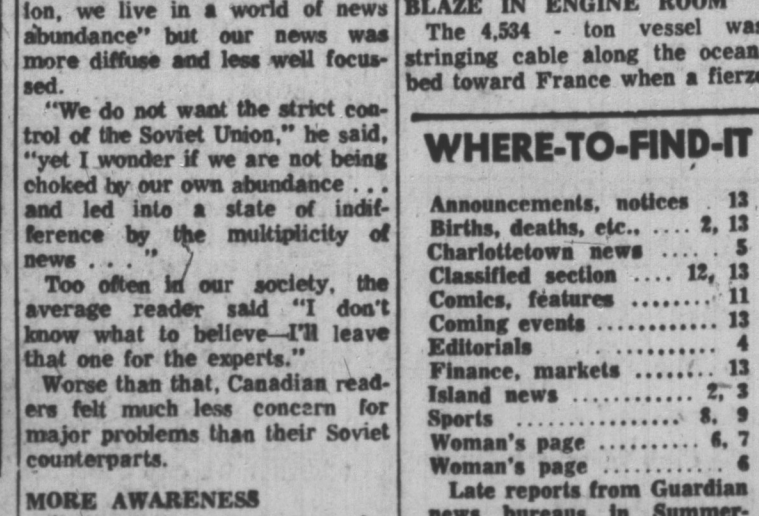 ion, we live in a world of news
abundance" but our news was
more diffuse and less well focus-
sed.
"We do not want the strict con-
trol of the Soviet Union," he said,
"yet I wonder if we are not being
choked by our own abundance . . .
and led into a state of indif-
ference by the multiplicity of
news . . . "
Too often in our society, the
average reader said "I don't
know what to believe—I'll leave
that one for the experts."
Worse than that, Canadian read-
ers felt much less concern for
major problems than their Soviet
counterparts.
MORE AWARENESS
BLAZE IN ENGINE ROOM
The 4,534 - ton vessel was
stringing cable along the ocean
bed toward France when a fierze
WHERE-TO-FIND-IT
Announcements, notices . 13
Births, deaths, etc., .... 2, 13
Charlottetown news ..... 5
Classified section .... 12, 13
Comics, features ........ 11
Coming events ............ 13
Editorials ............ 4
Finance, markets ....... 13
Island news ............ 2, 3
Sports ................ 8, 9
Woman's page .......... 6, 7
Woman's page ........... 6
Late reports from Guardian
news bureaus in Summer-